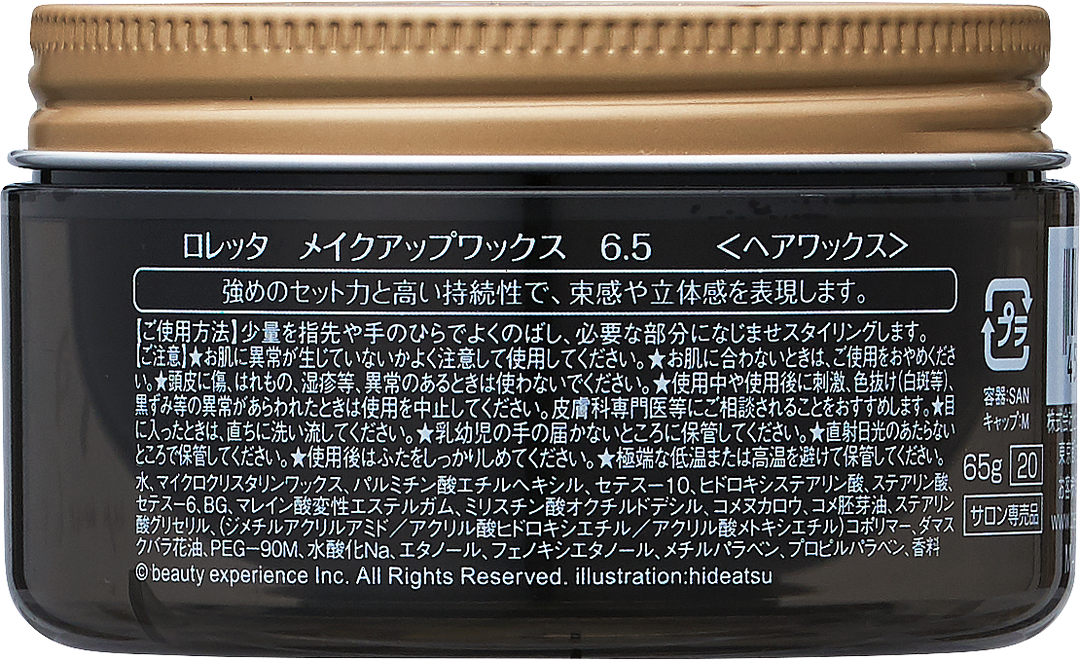 ロレッタ　メイクアップワックス　6.5　＜ヘアワックス＞
強めのセット力と高い持続性で、束感や立体感を表現します。
【ご使用方法】少量を指先や手のひらでよくのばし、必要な部分になじませスタイリングします。
【ご注意】★お肌に異常が生じていないかよく注意して使用してください。★お肌に合わないときは、ご使用をおやめくださ
い。★頭皮に傷、はれもの、湿疹等、異常のあるときは使わないでください。★使用中や使用後に刺激、色抜け（白斑等）、
黒ずみ等の異常があらわれたときは使用を中止してください。皮膚科専門医等にご相談されることをおすすめします。★目
に入ったときは、直ちに洗い流してください。★乳幼児の手の届かないところに保管してください。★直射日光のあたらない
ところで保管してください。★使用後はふたをしっかりしめてください。★極端な低温または高温を避けて保管してください。
水、マイクロクリスタリンワックス、パルミチン酸エチルヘキシル、セテス－10、ヒドロキシステアリン酸、ステアリン酸、
セテス－6、BG、マレイン酸変性エステルガム、ミリスチン酸オクチルドデシル、コメヌカロウ、コメ胚芽油、ステアリン
酸グリセリル、（ジメチルアクリルアミド／アクリル酸ヒドロキシエチル／アクリル酸メトキシエチル）コポリマー、ダマス
クバラ花油、PEG－90M、水酸化Na、エタノール、フェノキシエタノール、メチルパラベン、プロピルパラベン、香料
©beauty experience Inc. All Rights Reserved. illustration:hideatsu
プラ
容器:SAN
キャップ:M
65g 20
サロン専売品
株式会社
東京
www